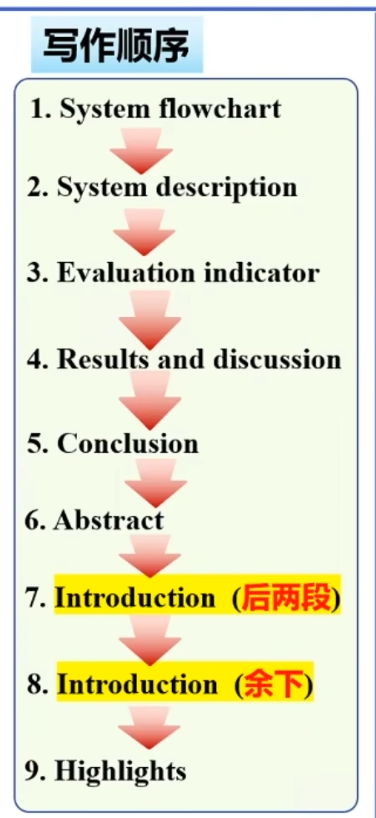 写作顺序
1. System flowchart
2. System description
3. Evaluation indicator
4. Results and discussion
5. Conclusion
6. Abstract
7. Introduction (后两段)
8. Introduction (余下)
9. Highlights